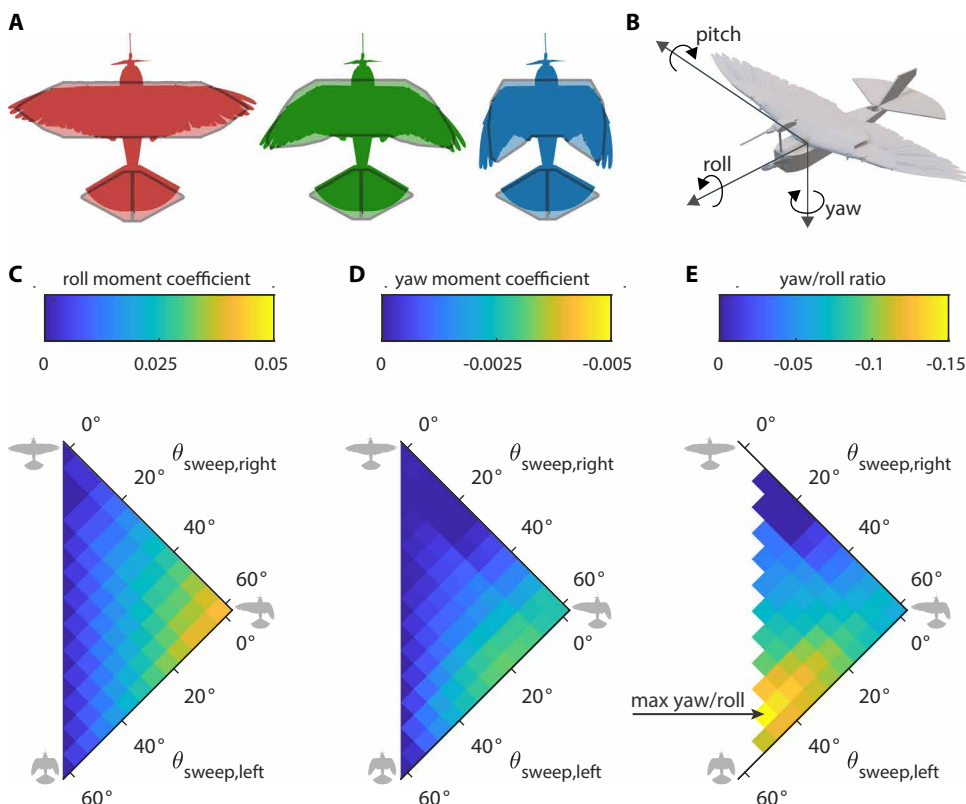 A
B
pitch
roll
yaw
C
roll moment coefficient
0 0.025 0.05
D
yaw moment coefficient
0 -0.0025 -0.005
E
yaw/roll ratio
0 -0.05 -0.1 -0.15
0°
20°
40°
60°
θsweep,right
0°
20°
40°
60°
θsweep,left
0°
20°
40°
60°
θsweep,right
0°
20°
40°
60°
θsweep,left
0°
20°
40°
60°
θsweep,right
0°
20°
40°
60°
θsweep,left
max yaw/roll